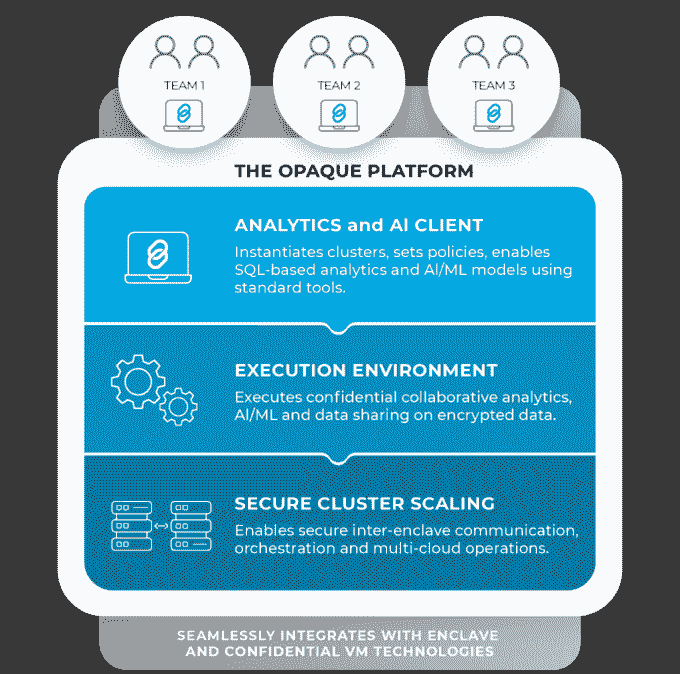 TEAM 1
TEAM 2
TEAM 3
THE OPAQUE PLATFORM
ANALYTICS and AI CLIENT
Instantiates clusters, sets policies, enables
SQL-based analytics and AI/ML models using
standard tools.
EXECUTION ENVIRONMENT
Executes confidential collaborative analytics,
AI/ML and data sharing on encrypted data.
SECURE CLUSTER SCALING
Enables secure inter-enclave communication,
orchestration and multi-cloud operations.
SEAMLESSLY INTEGRATES WITH ENCLAVE
AND CONFIDENTIAL VM TECHNOLOGIES